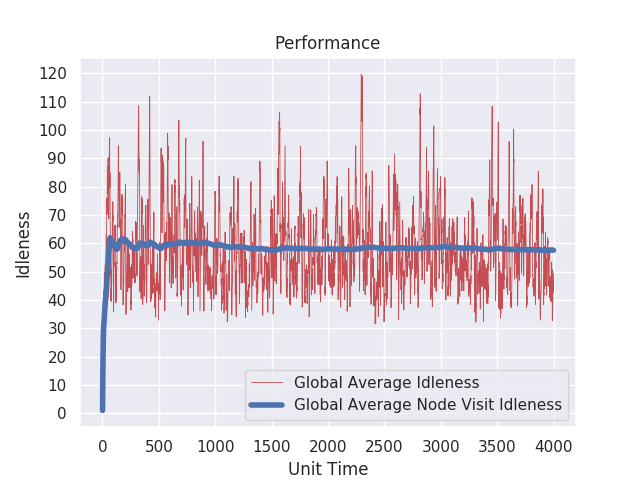 Performance
120
110
100
90
80
70
60
50
40
30
20
10
0
Idleness
Global Average Idleness
Global Average Node Visit Idleness
0 500 1000 1500 2000 2500 3000 3500 4000
Unit Time